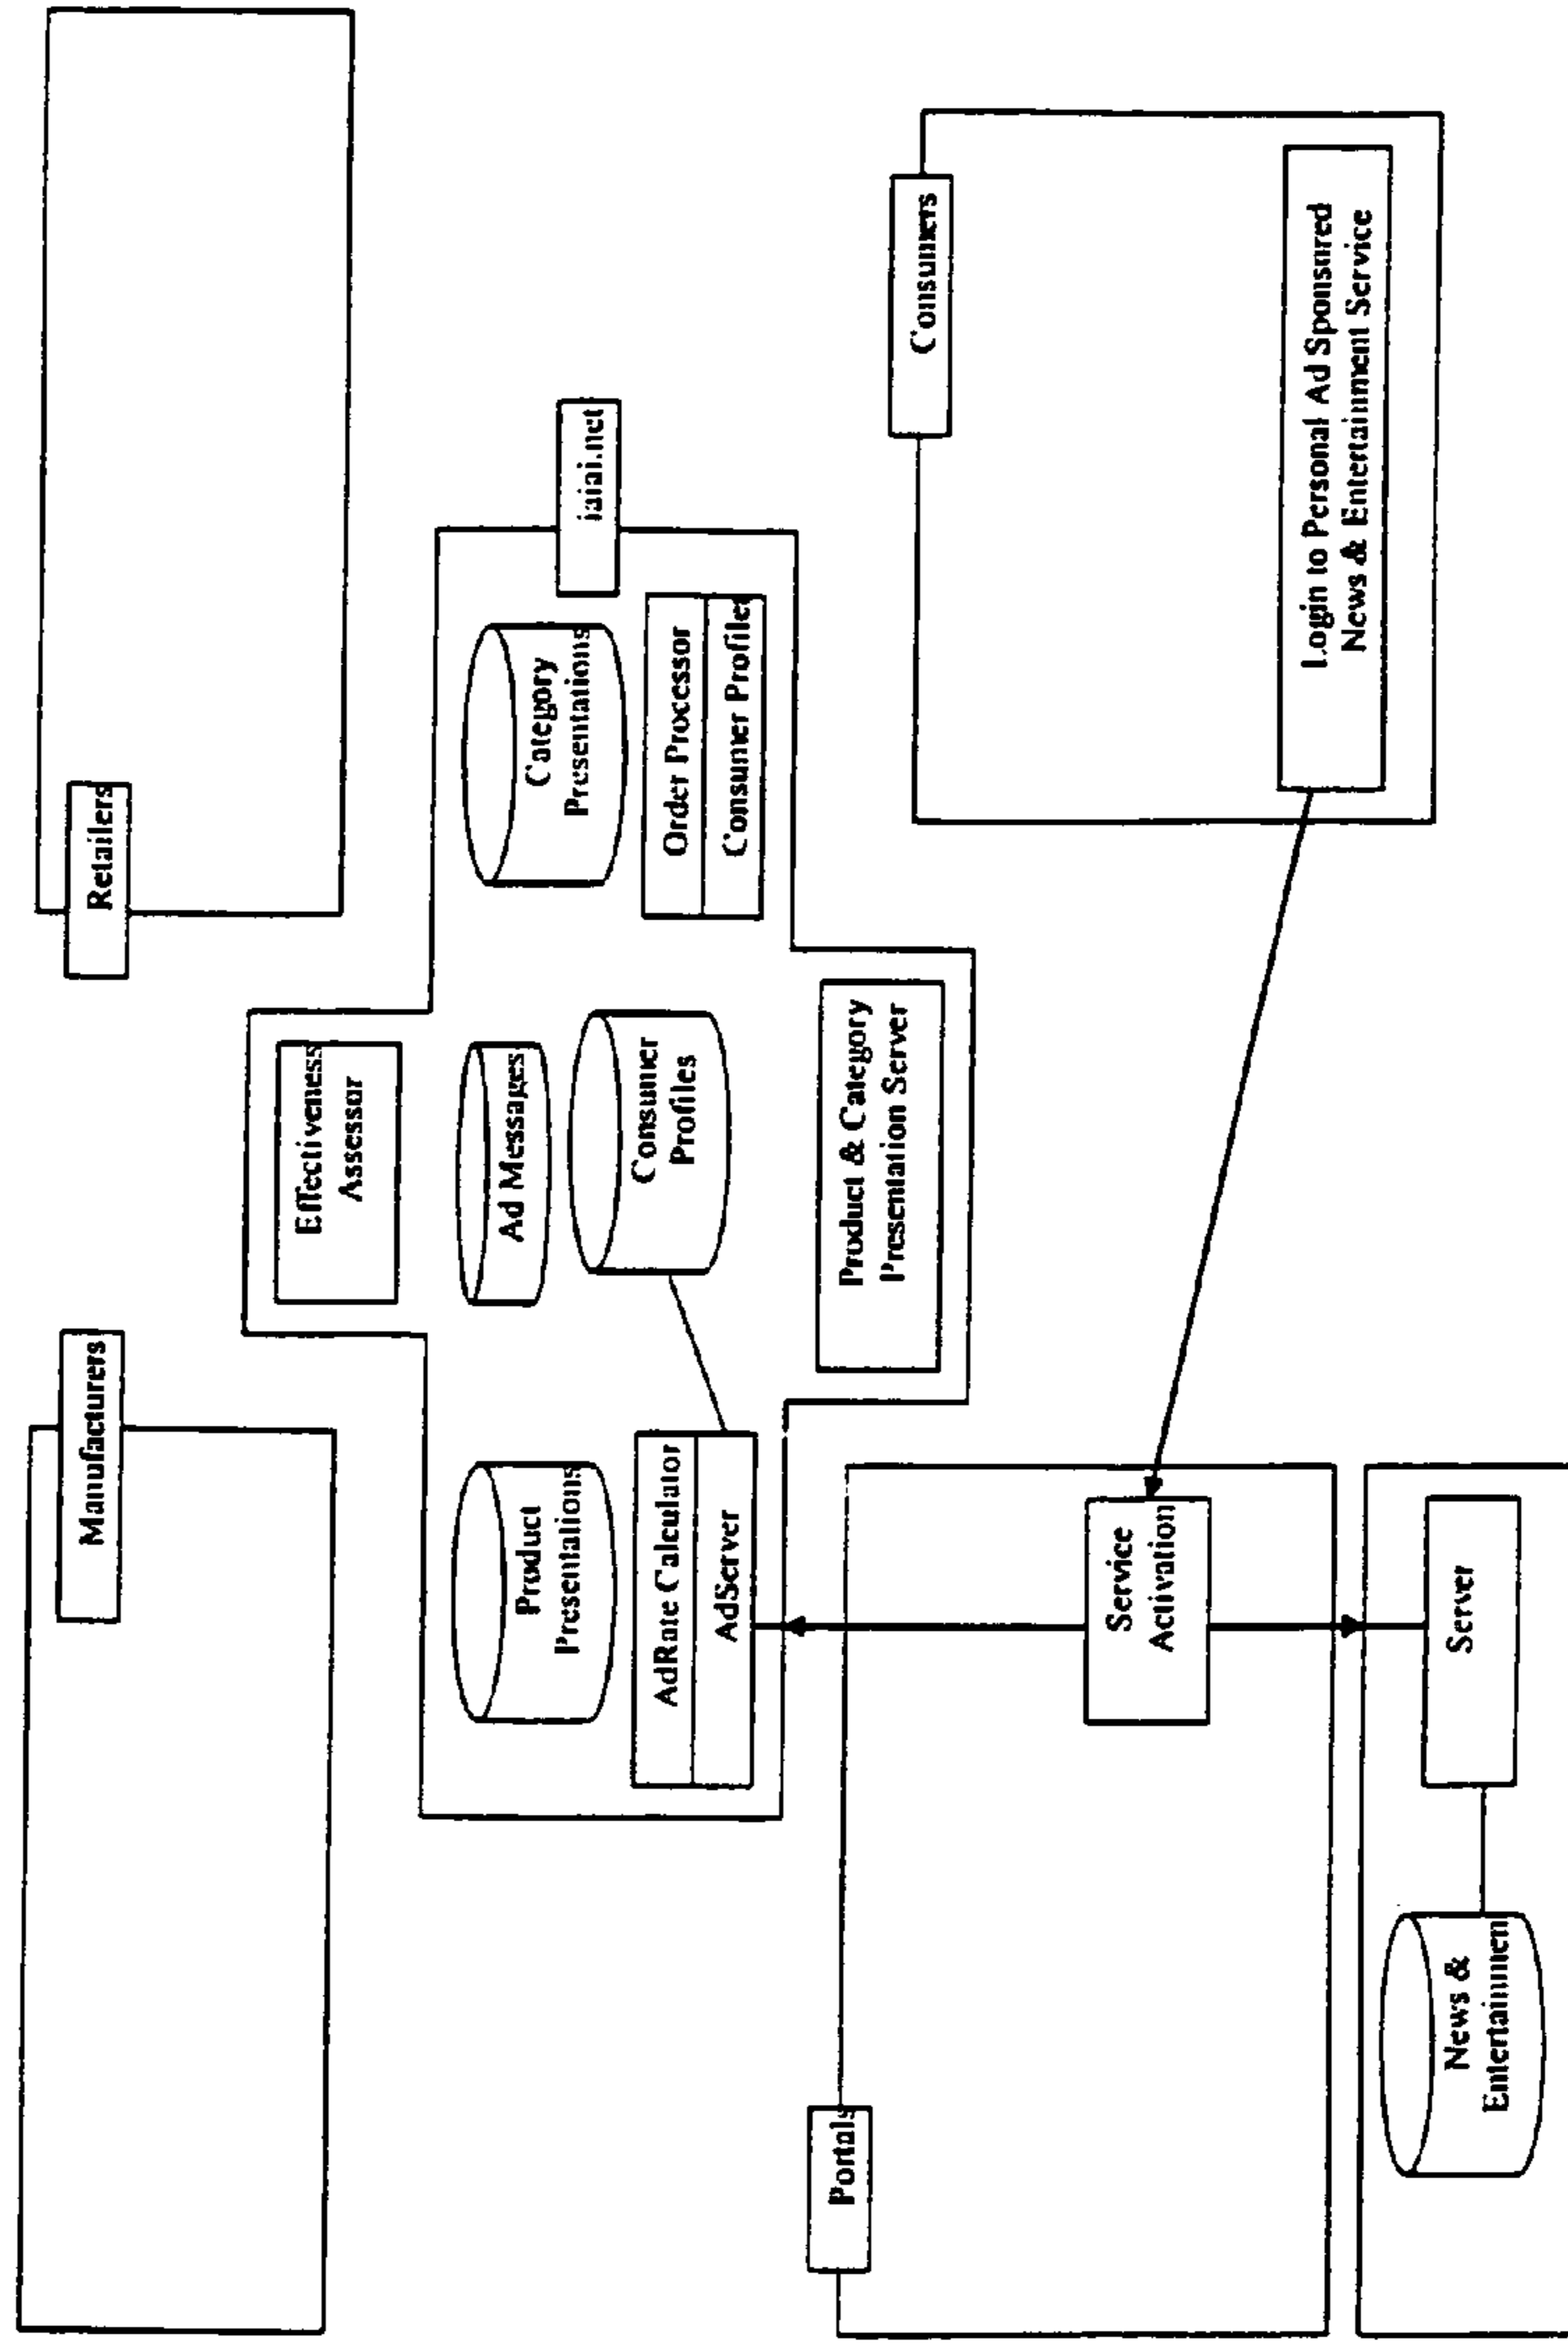 Manufacturers
Retailers
Effectiveness
Assessor
Product
Presentations
Ad Messages
Category
Presentations
iaiai.net
AdRate Calculator
AdServer
Consumer
Profiles
Order Processor
Consumer Profiles
Product & Category
Presentation Server
Portals
Consumers
Service
Activation
Login to Personal Ad Sponsored
News & Entertainment Service
News &
Entertainmen
Server